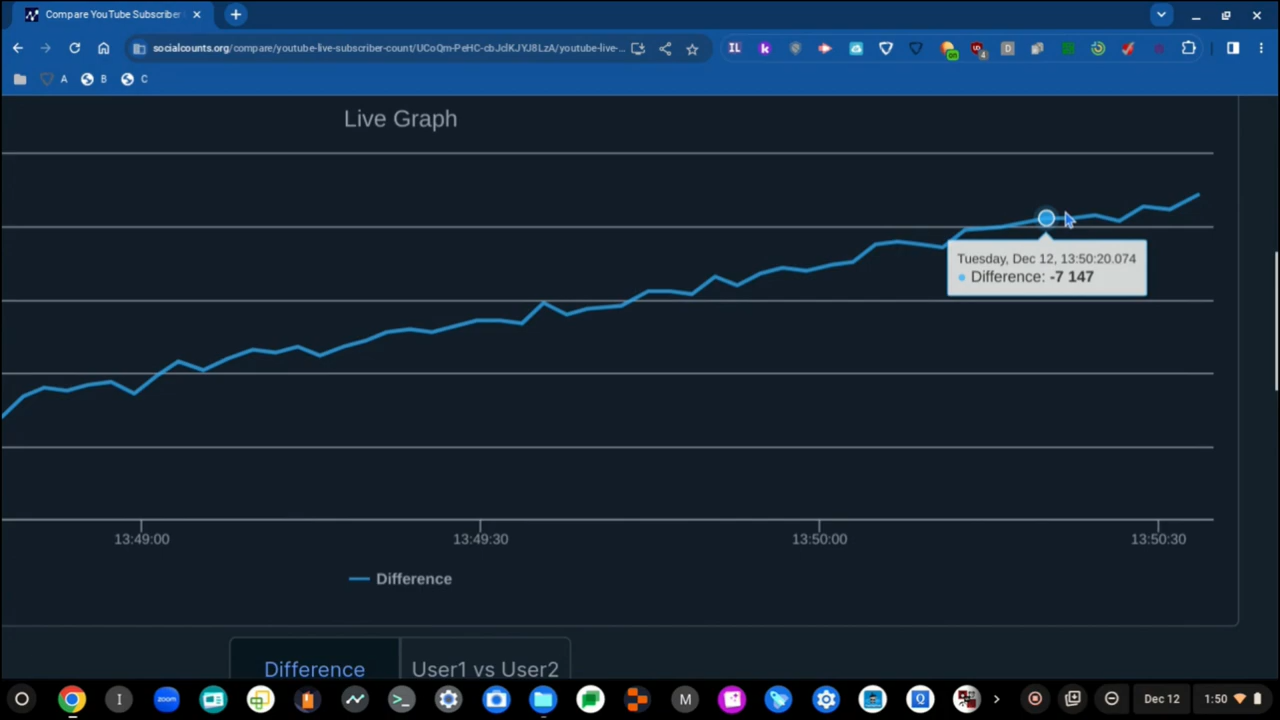 Compare YouTube Subscriber
socialcounts.org/compare/youtube-live-subscriber-count/UCoQm-PeHC-cbJclKJYJ8LzA/youtube-live-...
A B C
Live Graph
Tuesday, Dec 12, 13:50:20.074
Difference: -7 147
13:49:00 13:49:30 13:50:00 13:50:30
Difference
Difference User1 vs User2
I zoom M Q Dec 12 1:50